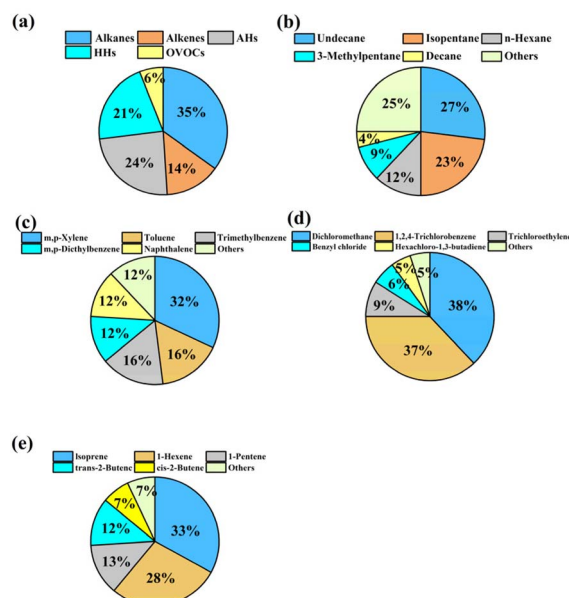 (a)
Alkanes Alkenes AHs
HHs OVOCs
6%
35%
21%
24%
14%
(b)
Undecane Isopentane n-Hexane
3-Methylpentane Decane Others
25%
27%
4%
9%
12%
23%
(c)
m,p-Xylene Toluene Trimethylbenzene
m,p-Dicthylbenzene Naphthalene Others
12%
32%
12%
12%
16%
16%
(d)
Dichloromethane 1,2,4-Trichlorobenzene Trichloroethylene
Benzyl chloride Hexachloro-1,3-butadiene Others
5%
5%
6%
38%
9%
37%
(e)
Isoprene 1-Hexene 1-Pentene
trans-2-Butenc cis-2-Butene Others
7%
7%
33%
12%
13%
28%